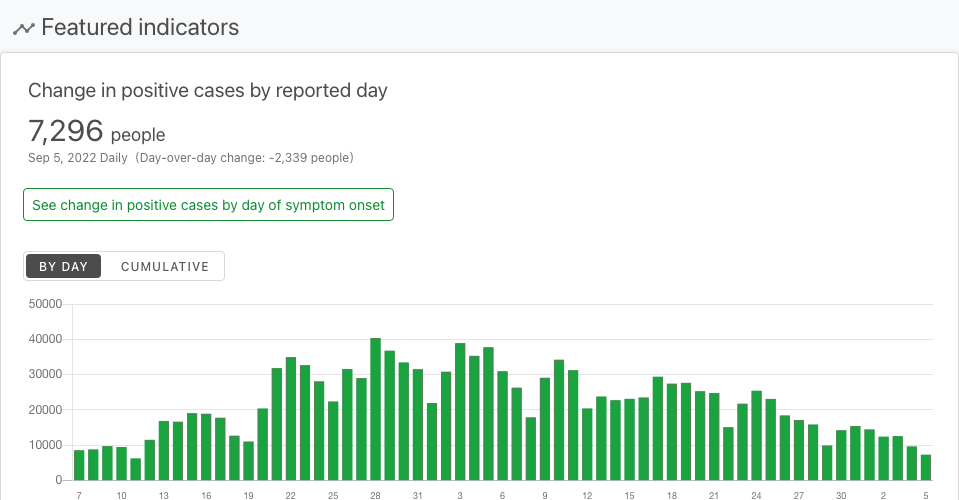 Featured indicators
Change in positive cases by reported day
7,296 people
Sep 5, 2022 Daily (Day-over-day change: -2,339 people)
See change in positive cases by day of symptom onset
BY DAY CUMULATIVE
50000
40000
30000
20000
10000
0
7 10 13 16 19 22 25 28 31 3 6 9 12 15 18 21 24 27 30 2 5